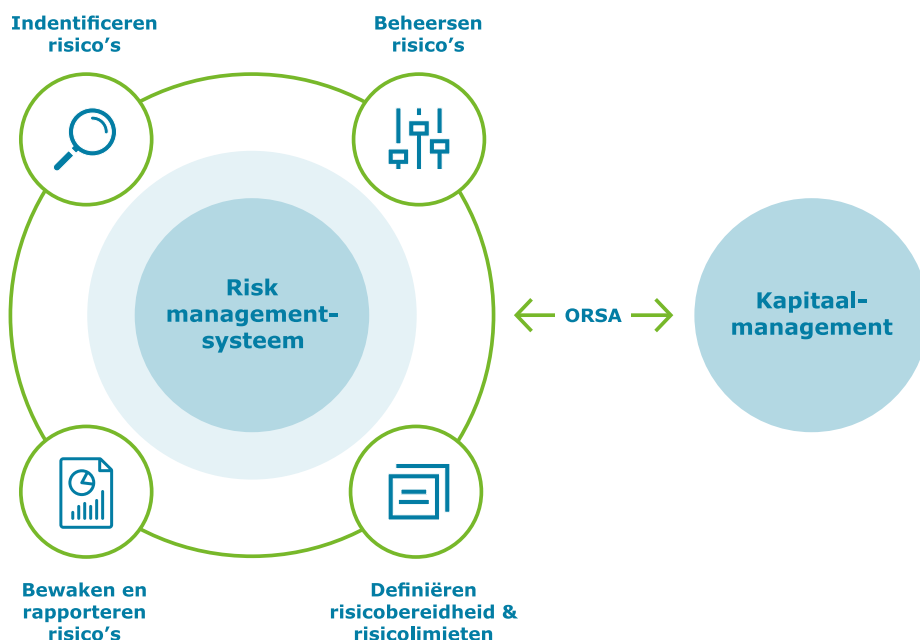 Indentificeren
risico's
Beheersen
risico's
Risk
management-
systeem
ORSA
Kapitaal-
management
Bewaken en
rapporteren
risico's
Definiëren
risicobereidheid &
risicolimieten